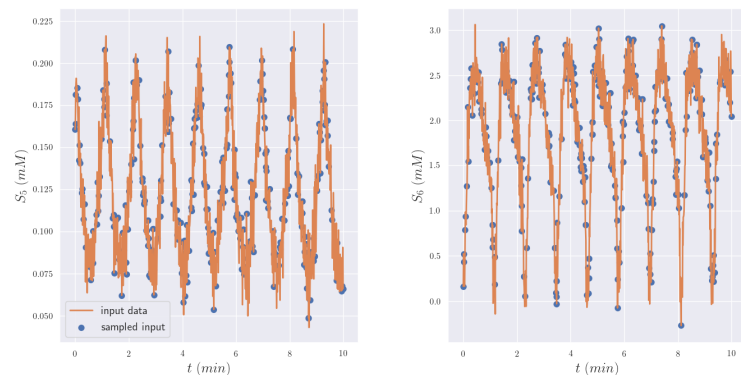 0.225
0.200
0.175
0.150
0.125
0.100
0.075
0.050
S5 (mM)
input data
sampled input
0 2 4 6 8 10
t (min)
3.0
2.5
2.0
1.5
3.0
0.5
0.0
S6 (mM)
0 2 4 6 8 10
t (min)